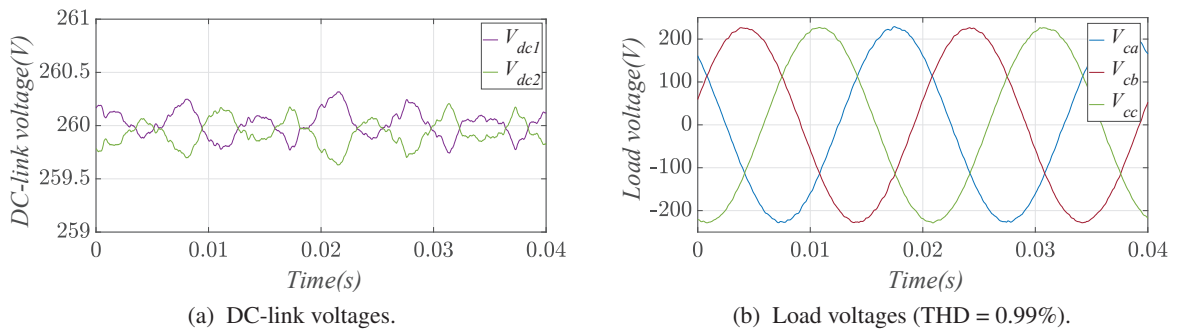 261
260.5
260
259.5
259
DC-link voltage(V)
V_dc1
V_dc2
0 0.01 0.02 0.03 0.04
Time(s)
(a) DC-link voltages.
200
100
0
-100
-200
Load voltage(V)
V_ca
V_cb
V_cc
0 0.01 0.02 0.03 0.04
Time(s)
(b) Load voltages (THD = 0.99%).